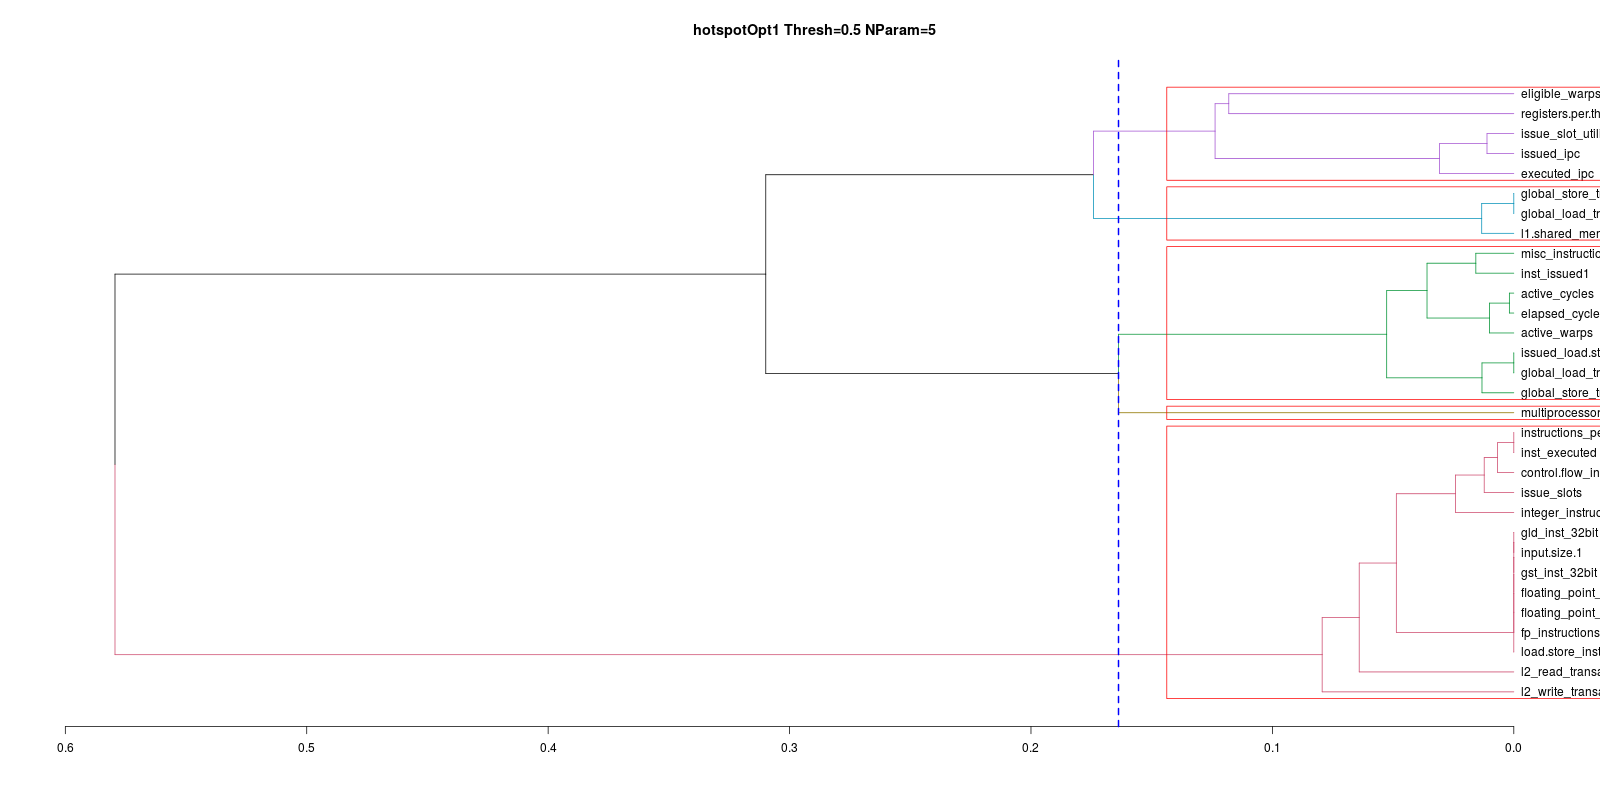 hotspotOpt1 Thresh=0.5 NParam=5
eligible_warps
registers.per.th
issue_slot_util
issued_ipc
executed_ipc
global_store_t
global_load_tr
l1.shared_mer
misc_instructio
inst_issued1
active_cycles
elapsed_cycle
active_warps
issued_load.st
global_load_tr
global_store_t
multiprocessor
instructions_pe
inst_executed
control.flow_in
issue_slots
integer_instruc
gld_inst_32bit
input.size.1
gst_inst_32bit
floating_point_
floating_point_
fp_instructions
load.store_inst
l2_read_transa
l2_write_transa
0.6 0.5 0.4 0.3 0.2 0.1 0.0